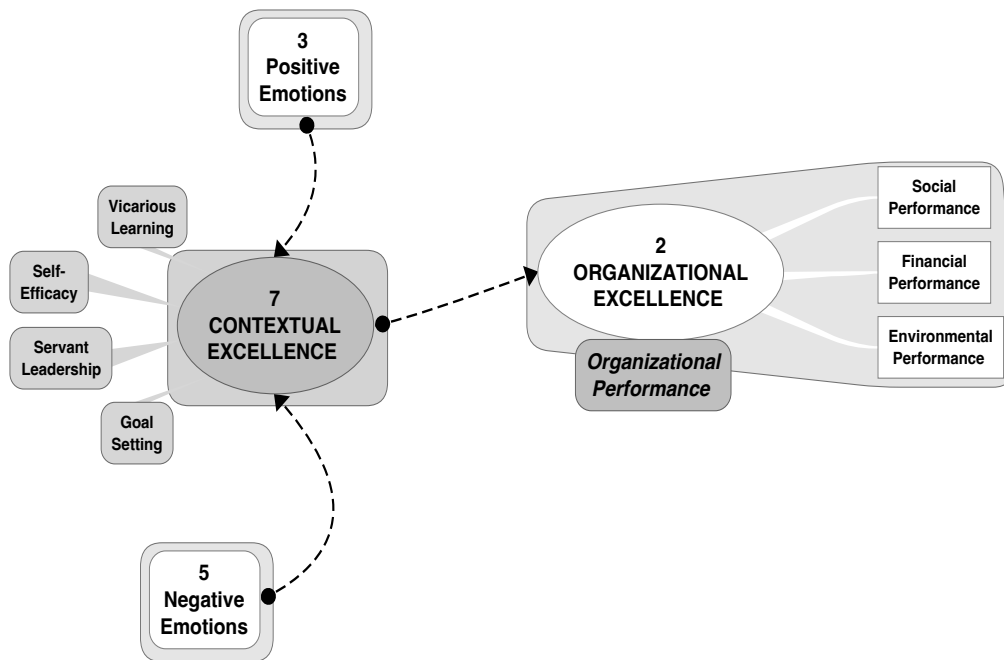 3
Positive
Emotions
Vicarious
Learning
Self-
Efficacy
Servant
Leadership
Goal
Setting
7
CONTEXTUAL
EXCELLENCE
5
Negative
Emotions
2
ORGANIZATIONAL
EXCELLENCE
Organizational
Performance
Social
Performance
Financial
Performance
Environmental
Performance